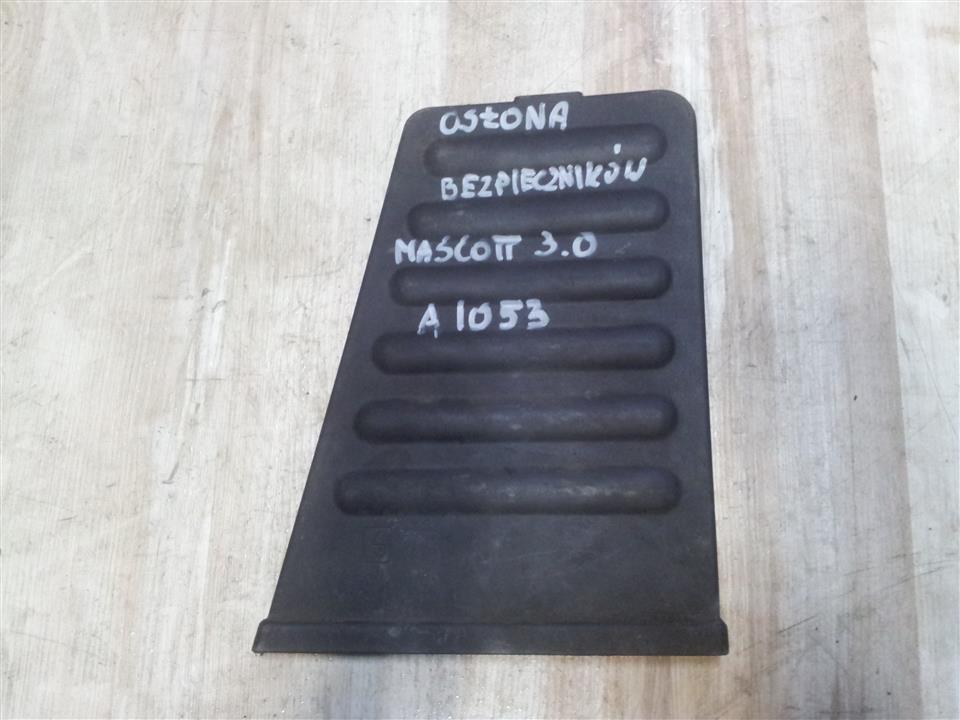 OSŁONA
BEZPIECZNIKÓW
MASCOTT 3.0
A 1053